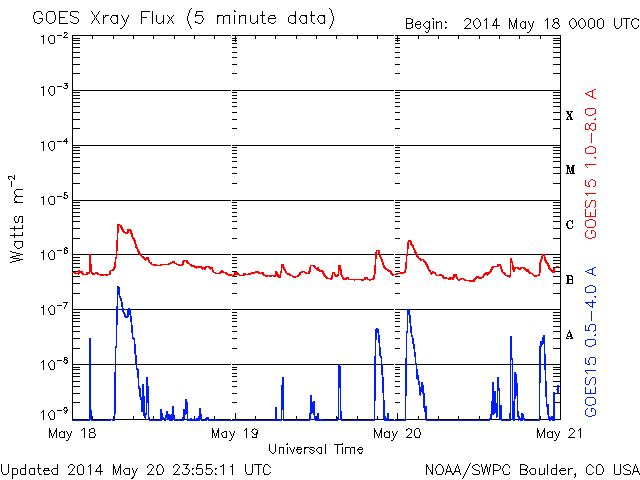 GOES Xray Flux (5 minute data)
Begin: 2014 May 18 0000 UTC
10⁻²
10⁻³
10⁻⁴
10⁻⁵
10⁻⁶
10⁻⁷
10⁻⁸
10⁻⁹
Watts m⁻²
X
M
C
B
A
GOES15 1.0-8.0 A
GOES15 0.5-4.0 A
May 18
May 19
May 20
May 21
Universal Time
Updated 2014 May 20 23:55:11 UTC
NOAA/SWPC Boulder, CO USA